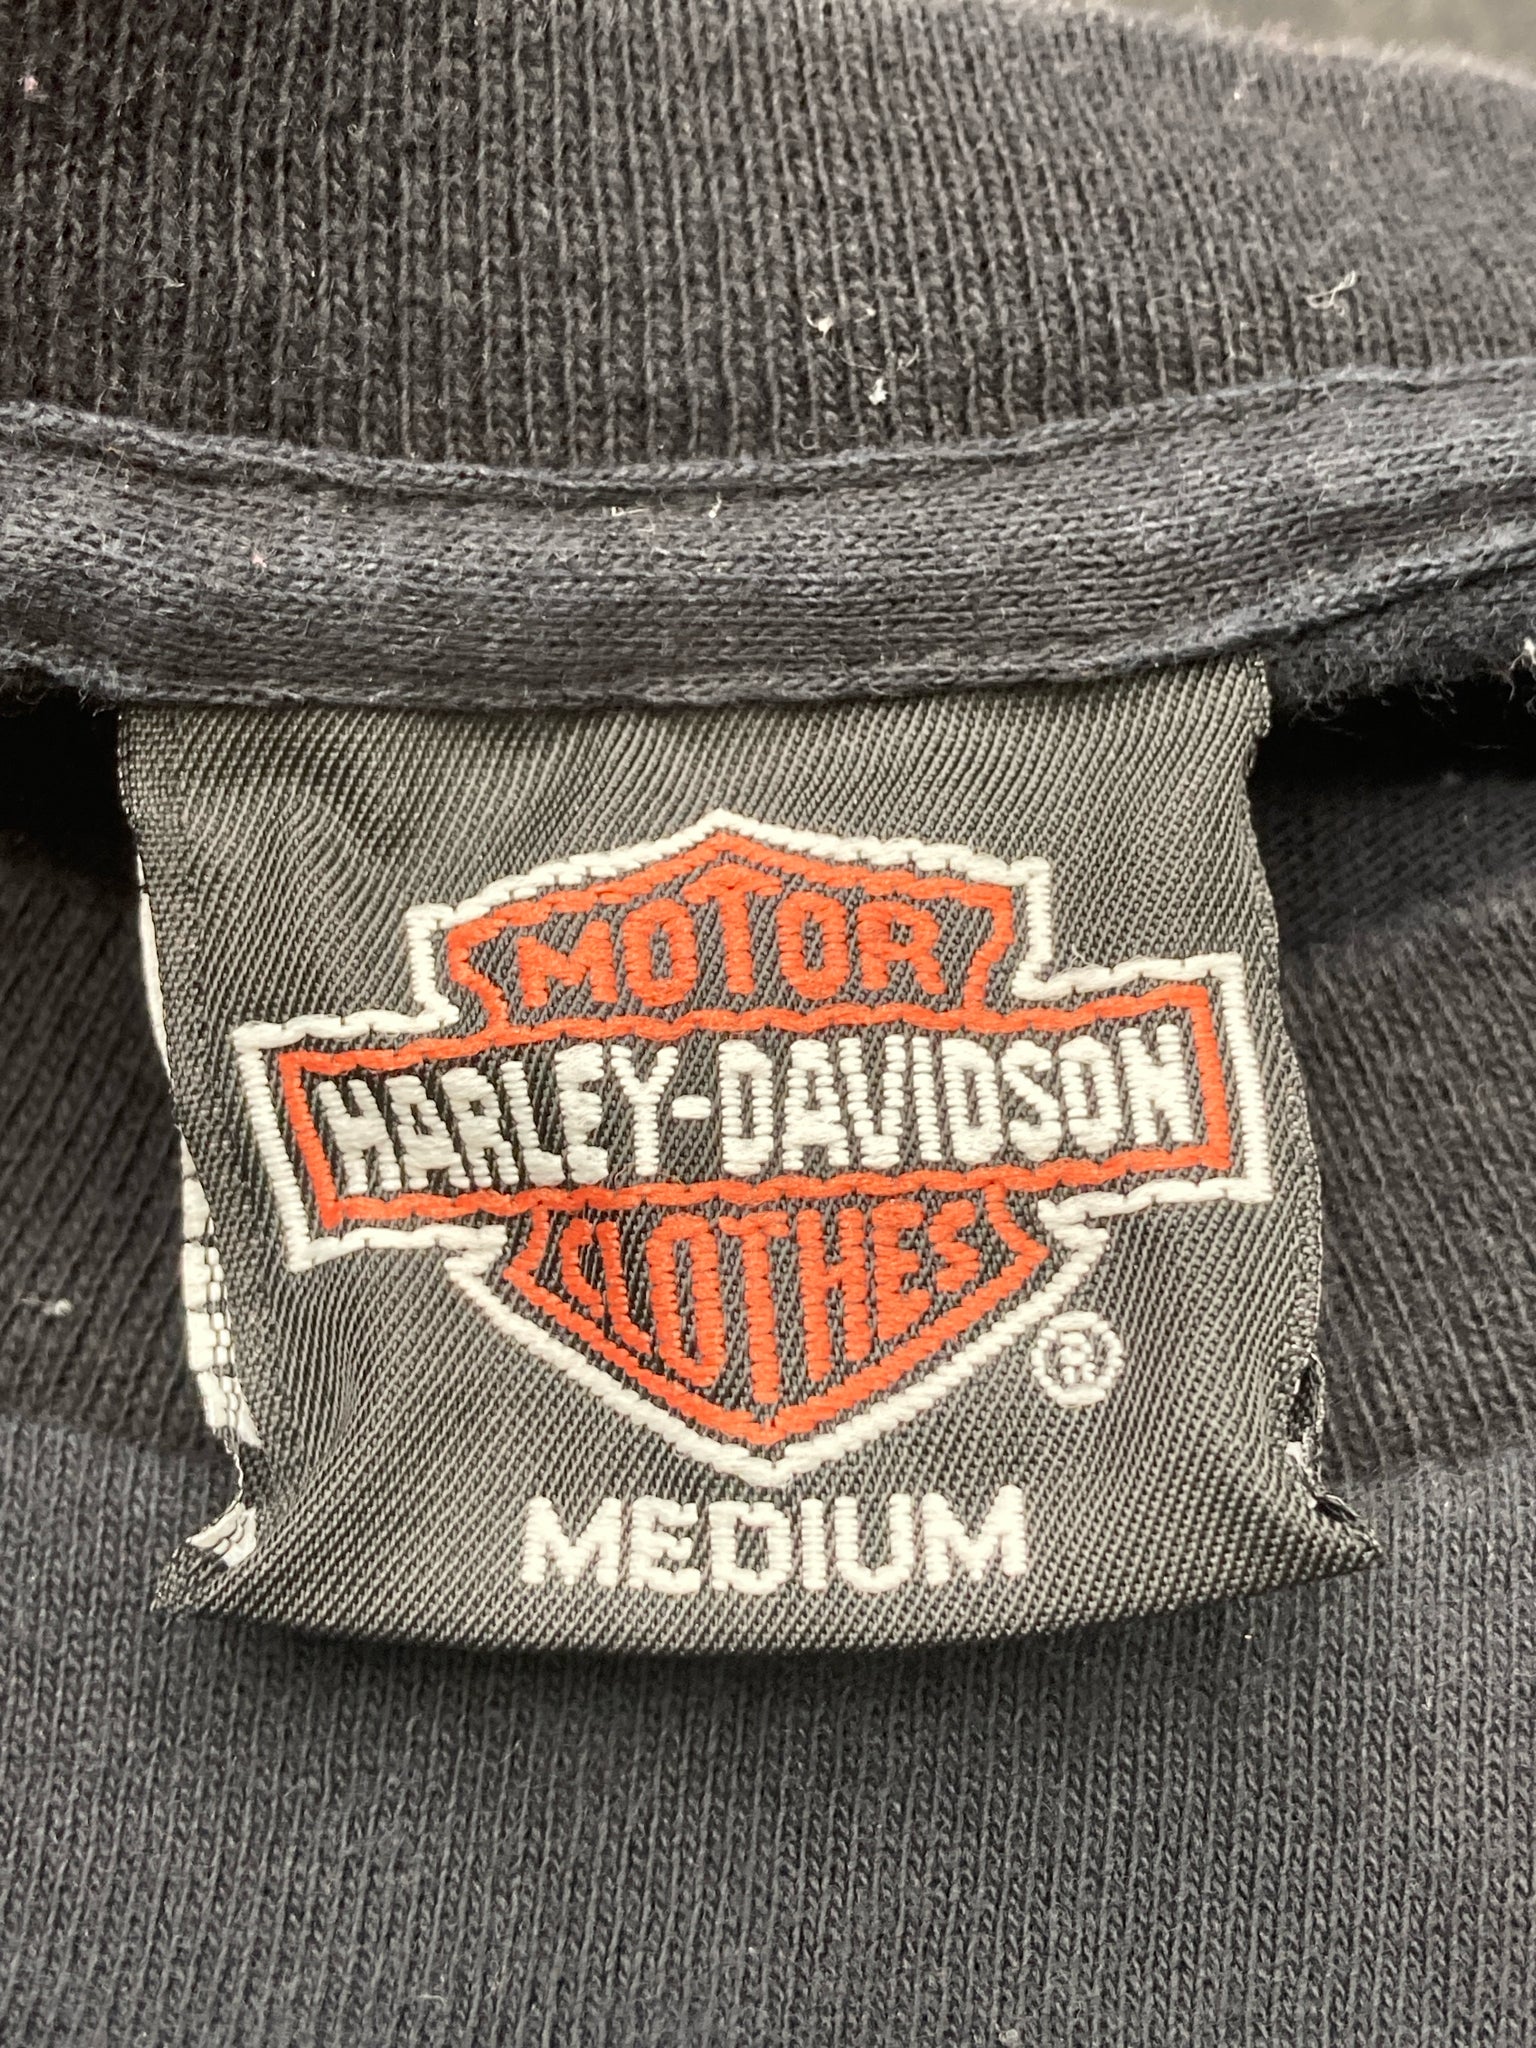 MOTOR
HARLEY-DAVIDSON
CLOTHES
®
MEDIUM